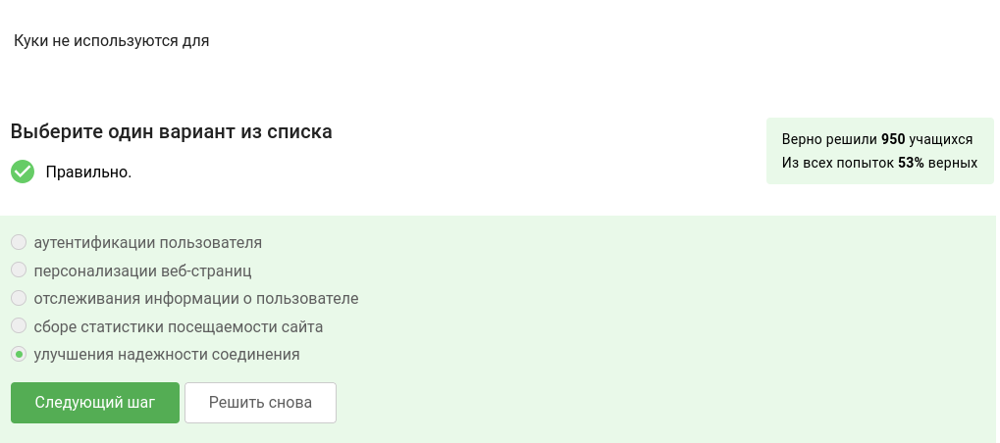 Куки не используются для
Выберите один вариант из списка
Верно решили 950 учащихся
Из всех попыток 53% верных
Правильно.
аутентификации пользователя
персонализации веб-страниц
отслеживания информации о пользователе
сборе статистики посещаемости сайта
улучшения надежности соединения
Следующий шаг
Решить снова